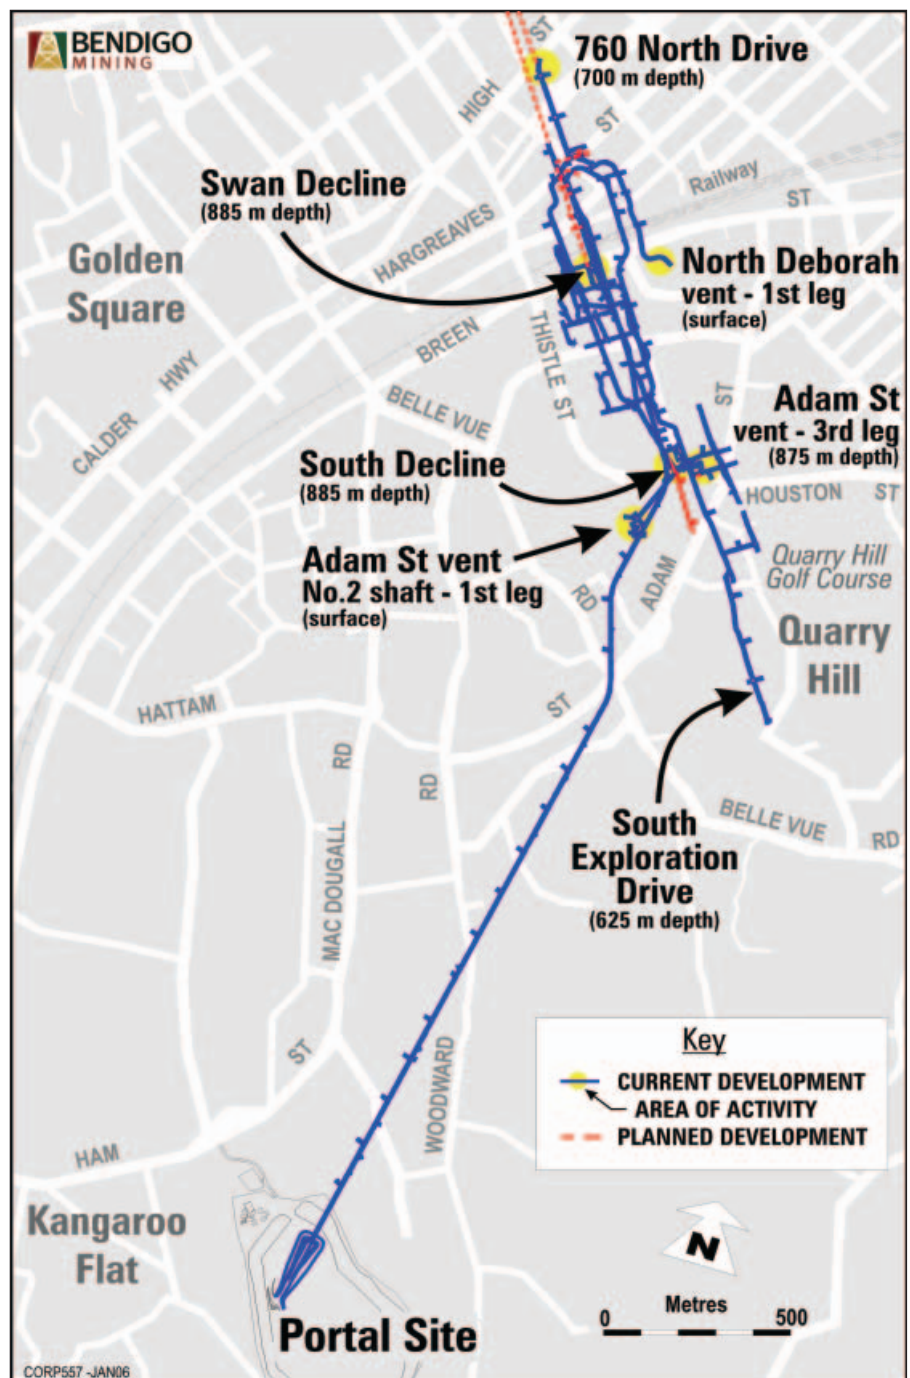 BENDIGO
MINING
ST
760 North Drive
(700 m depth)
HIGH
ST
Railway
ST
Swan Decline
(885 m depth)
HARGREAVES
Golden
Square
North Deborah
vent - 1st leg
(surface)
BREEN
THISTLE ST
CALDER HWY
BELLE VUE
ST
Adam St
vent - 3rd leg
(875 m depth)
South Decline
(885 m depth)
HOUSTON ST
Adam St vent
No.2 shaft - 1st leg
(surface)
RD
ADAM
Quarry Hill
Golf Course
Quarry
Hill
HATTAM
ST
RD
RD
MAC DOUGALL
BELLE VUE
RD
South
Exploration
Drive
(625 m depth)
ST
WOODWARD
Key
CURRENT DEVELOPMENT
AREA OF ACTIVITY
PLANNED DEVELOPMENT
HAM
Kangaroo
Flat
N
Metres
0 500
Portal Site
CORP557 -JAN06